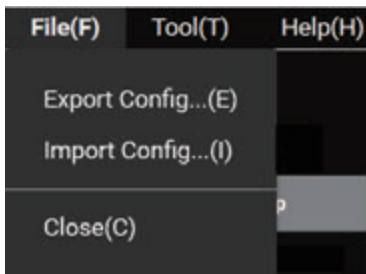 File(F) Tool(T) Help(H)
Export Config...(E)
Import Config...(I)
p
Close(C)